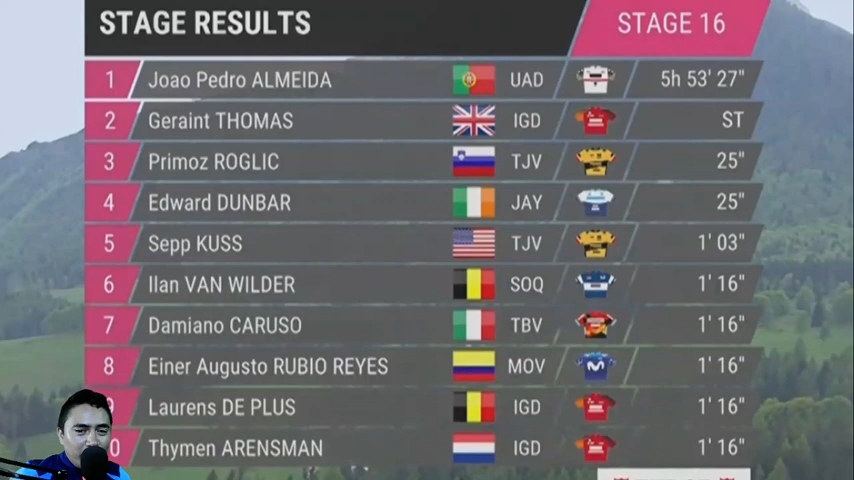 STAGE RESULTS STAGE 16
1 Joao Pedro ALMEIDA UAD 5h 53' 27"
2 Geraint THOMAS IGD ST
3 Primoz ROGLIC TJV 25"
4 Edward DUNBAR JAY 25"
5 Sepp KUSS TJV 1' 03"
6 Ilan VAN WILDER SOQ 1' 16"
7 Damiano CARUSO TBV 1' 16"
8 Einer Augusto RUBIO REYES MOV 1' 16"
9 Laurens DE PLUS IGD 1' 16"
0 Thymen ARENSMAN IGD 1' 16"